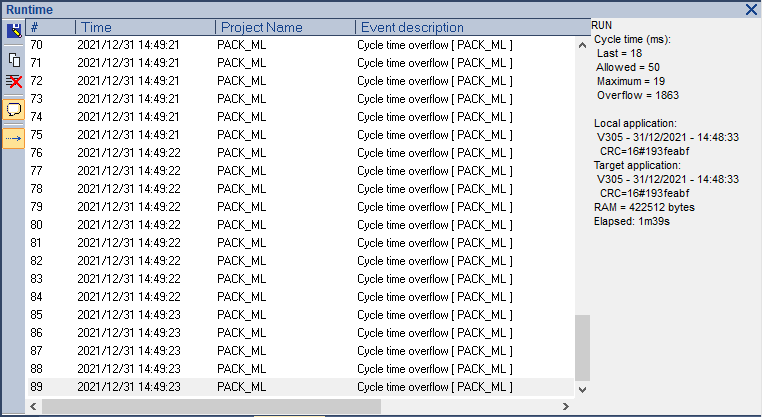 Runtime
# Time Project Name Event description
70 2021/12/31 14:49:21 PACK_ML Cycle time overflow [ PACK_ML ]
71 2021/12/31 14:49:21 PACK_ML Cycle time overflow [ PACK_ML ]
72 2021/12/31 14:49:21 PACK_ML Cycle time overflow [ PACK_ML ]
73 2021/12/31 14:49:21 PACK_ML Cycle time overflow [ PACK_ML ]
74 2021/12/31 14:49:21 PACK_ML Cycle time overflow [ PACK_ML ]
75 2021/12/31 14:49:21 PACK_ML Cycle time overflow [ PACK_ML ]
76 2021/12/31 14:49:22 PACK_ML Cycle time overflow [ PACK_ML ]
77 2021/12/31 14:49:22 PACK_ML Cycle time overflow [ PACK_ML ]
78 2021/12/31 14:49:22 PACK_ML Cycle time overflow [ PACK_ML ]
79 2021/12/31 14:49:22 PACK_ML Cycle time overflow [ PACK_ML ]
80 2021/12/31 14:49:22 PACK_ML Cycle time overflow [ PACK_ML ]
81 2021/12/31 14:49:22 PACK_ML Cycle time overflow [ PACK_ML ]
82 2021/12/31 14:49:22 PACK_ML Cycle time overflow [ PACK_ML ]
83 2021/12/31 14:49:22 PACK_ML Cycle time overflow [ PACK_ML ]
84 2021/12/31 14:49:22 PACK_ML Cycle time overflow [ PACK_ML ]
85 2021/12/31 14:49:23 PACK_ML Cycle time overflow [ PACK_ML ]
86 2021/12/31 14:49:23 PACK_ML Cycle time overflow [ PACK_ML ]
87 2021/12/31 14:49:23 PACK_ML Cycle time overflow [ PACK_ML ]
88 2021/12/31 14:49:23 PACK_ML Cycle time overflow [ PACK_ML ]
89 2021/12/31 14:49:23 PACK_ML Cycle time overflow [ PACK_ML ]
RUN
Cycle time (ms):
Last = 18
Allowed = 50
Maximum = 19
Overflow = 1863
Local application:
V305 - 31/12/2021 - 14:48:33
CRC=16#193feabf
Target application:
V305 - 31/12/2021 - 14:48:33
CRC=16#193feabf
RAM = 422512 bytes
Elapsed: 1m39s